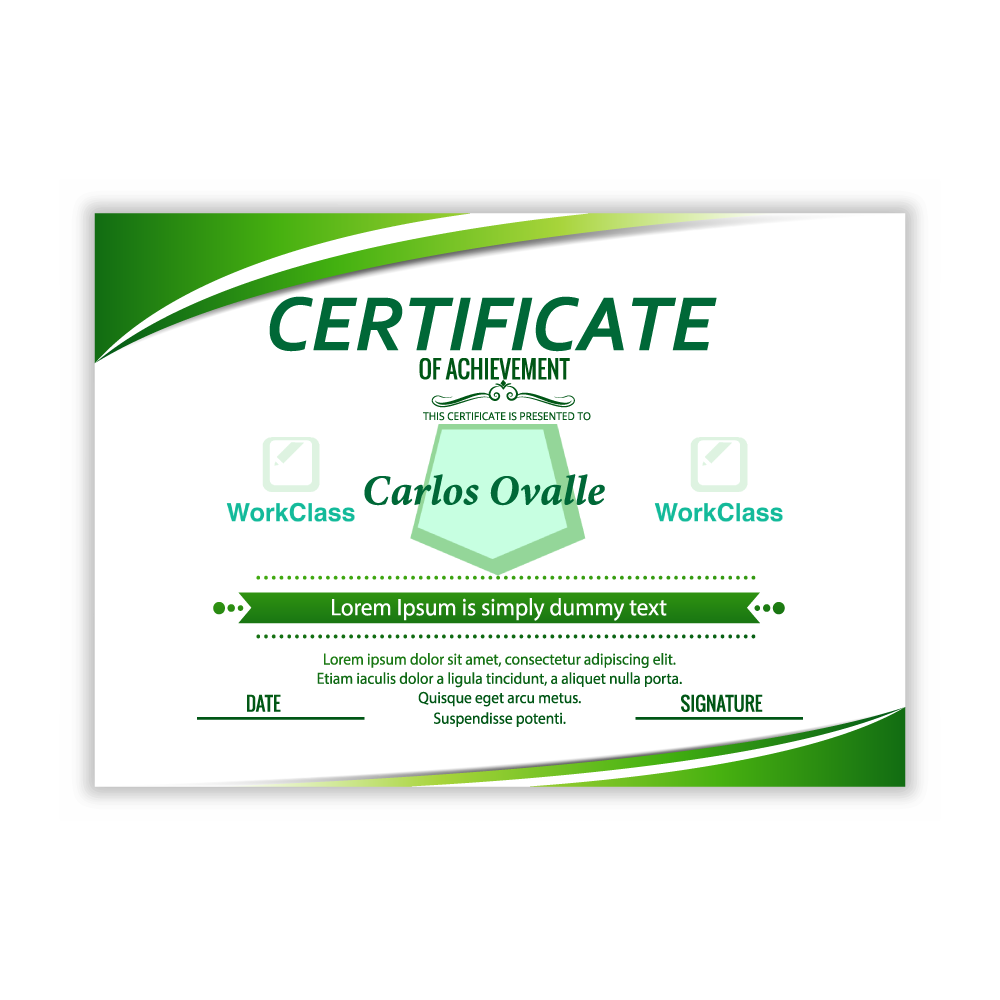 CERTIFICATE
OF ACHIEVEMENT
THIS CERTIFICATE IS PRESENTED TO
Carlos Ovalle
WorkClass
WorkClass
Lorem Ipsum is simply dummy text
Lorem ipsum dolor sit amet, consectetur adipiscing elit.
Etiam iaculis dolor a ligula tincidunt, a aliquet nulla porta.
Quisque eget arcu metus.
Suspendisse potenti.
DATE
SIGNATURE